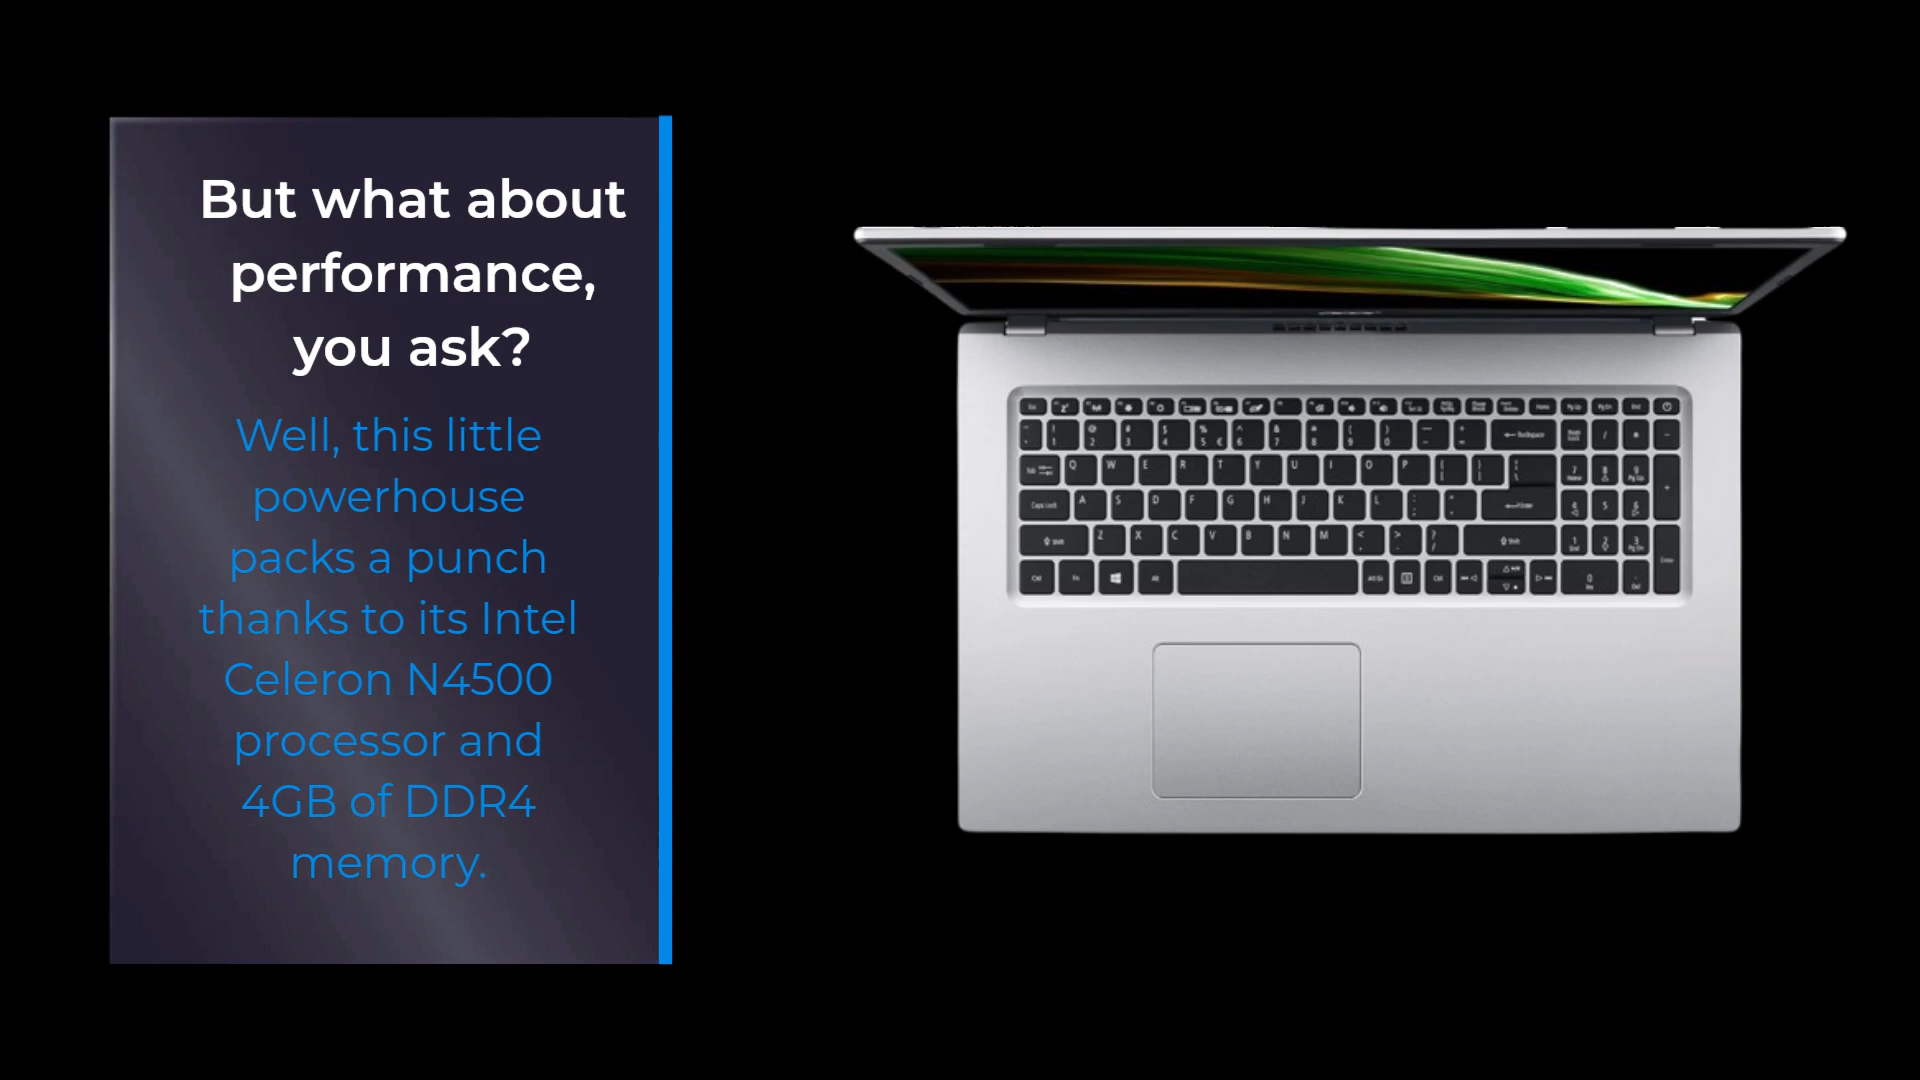 But what about
performance,
you ask?
Well, this little
powerhouse
packs a punch
thanks to its Intel
Celeron N4500
processor and
4GB of DDR4
memory.